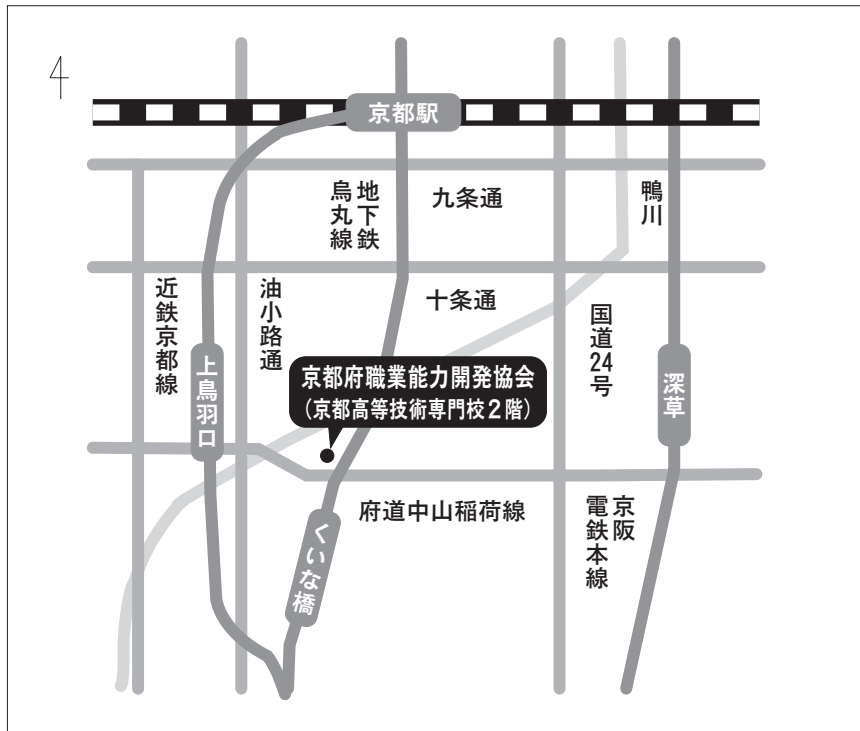 京都駅
地下鉄
烏丸線
九条通
鴨川
近鉄京都線
油小路通
十条通
国道24号
上鳥羽口
京都府職業能力開発協会
（京都高等技術専門校２階）
深草
府道中山稲荷線
くいな橋
京阪
電鉄本線